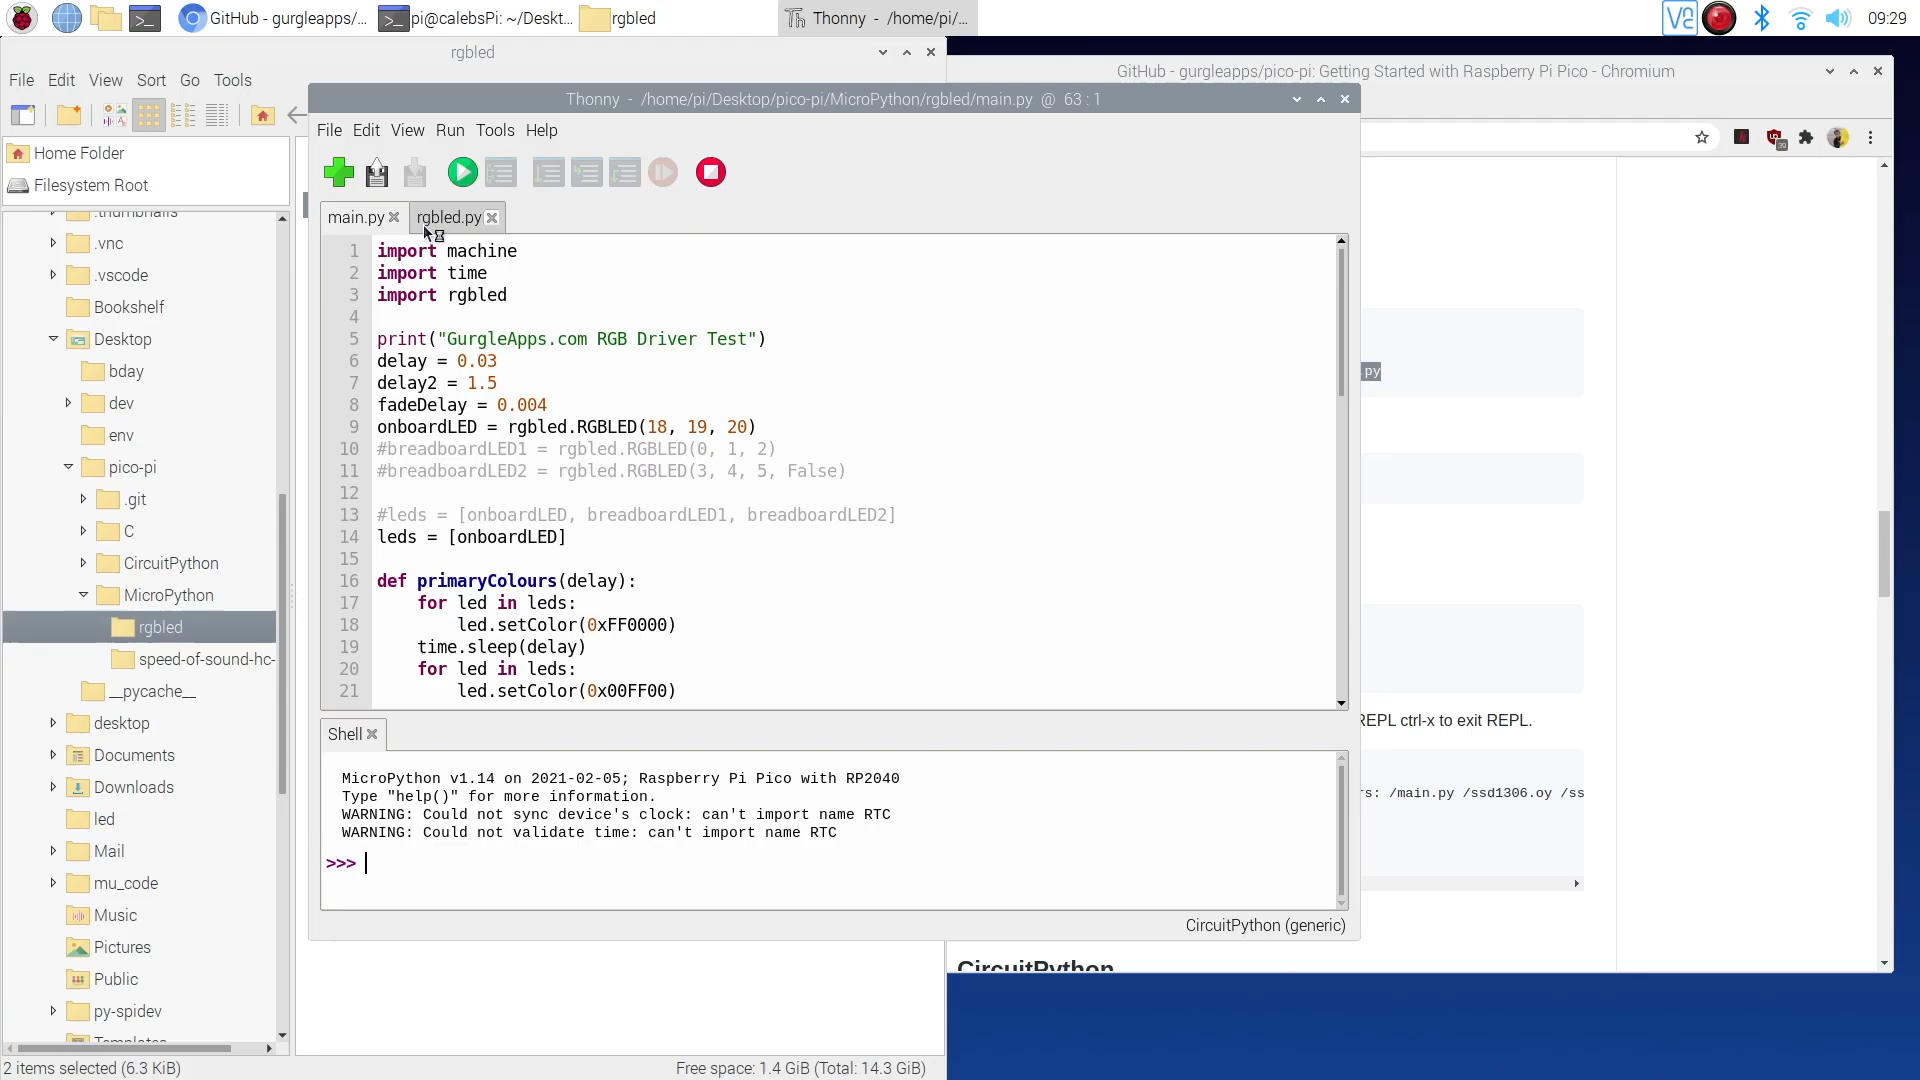 GitHub - gurgleapps/...
pi@calebsPi: ~/Deskt...
rgbled
Thonny - /home/pi/...
09:29
rgbled
File Edit View Sort Go Tools
GitHub - gurgleapps/pico-pi: Getting Started with Raspberry Pi Pico - Chromium
Home Folder
Filesystem Root
.thumbnails
.vnc
.vscode
Bookshelf
Desktop
bday
dev
env
pico-pi
.git
C
CircuitPython
MicroPython
rgbled
speed-of-sound-hc-
__pycache__
desktop
Documents
Downloads
led
Mail
mu_code
Music
Pictures
Public
py-spidev
Templates
2 items selected (6.3 KiB)
Free space: 1.4 GiB (Total: 14.3 GiB)
Thonny - /home/pi/Desktop/pico-pi/MicroPython/rgbled/main.py @ 63 : 1
File Edit View Run Tools Help
main.py
rgbled.py
1 import machine
2 import time
3 import rgbled
4
5 print("GurgleApps.com RGB Driver Test")
6 delay = 0.03
7 delay2 = 1.5
8 fadeDelay = 0.004
9 onboardLED = rgbled.RGBLED(18, 19, 20)
10 #breadboardLED1 = rgbled.RGBLED(0, 1, 2)
11 #breadboardLED2 = rgbled.RGBLED(3, 4, 5, False)
12
13 #leds = [onboardLED, breadboardLED1, breadboardLED2]
14 leds = [onboardLED]
15
16 def primaryColours(delay):
17 for led in leds:
18 led.setColor(0xFF0000)
19 time.sleep(delay)
20 for led in leds:
21 led.setColor(0x00FF00)
Shell
MicroPython v1.14 on 2021-02-05; Raspberry Pi Pico with RP2040
Type "help()" for more information.
WARNING: Could not sync device's clock: can't import name RTC
WARNING: Could not validate time: can't import name RTC
>>>
CircuitPython (generic)
py
REPL ctrl-x to exit REPL.
rs: /main.py /ssd1306.oy /ss
CircuitPython